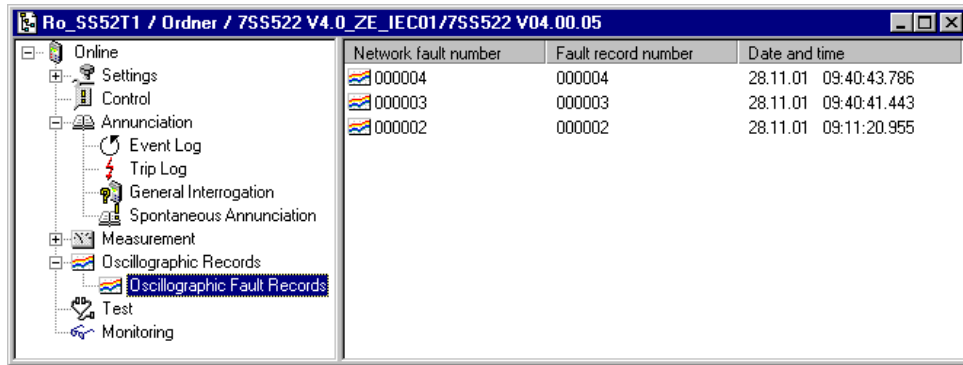 Ro_SS52T1 / Ordner / 7SS522 V4.0_ZE_IEC01/7SS522 V04.00.05
Online
Settings
Control
Annunciation
Event Log
Trip Log
General Interrogation
Spontaneous Annunciation
Measurement
Oscillographic Records
Oscillographic Fault Records
Test
Monitoring
Network fault number Fault record number Date and time
000004 000004 28.11.01 09:40:43.786
000003 000003 28.11.01 09:40:41.443
000002 000002 28.11.01 09:11:20.955